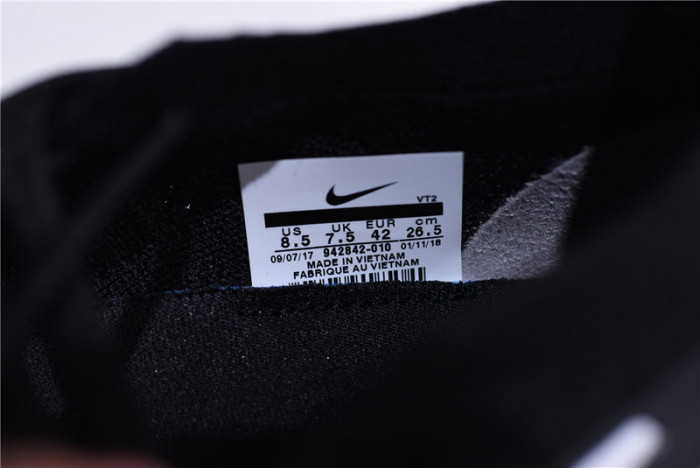 VT2
US UK EUR cm
8.5 7.5 42 26.5
09/07/17 942842-010 01/11/18
MADE IN VIETNAM
FABRIQUE AU VIETNAM